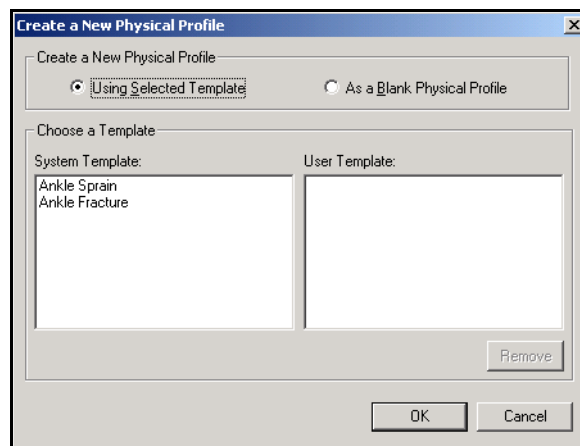 Create a New Physical Profile
Create a New Physical Profile
Using Selected Template
As a Blank Physical Profile
Choose a Template
System Template:
User Template:
Ankle Sprain
Ankle Fracture
Remove
OK
Cancel